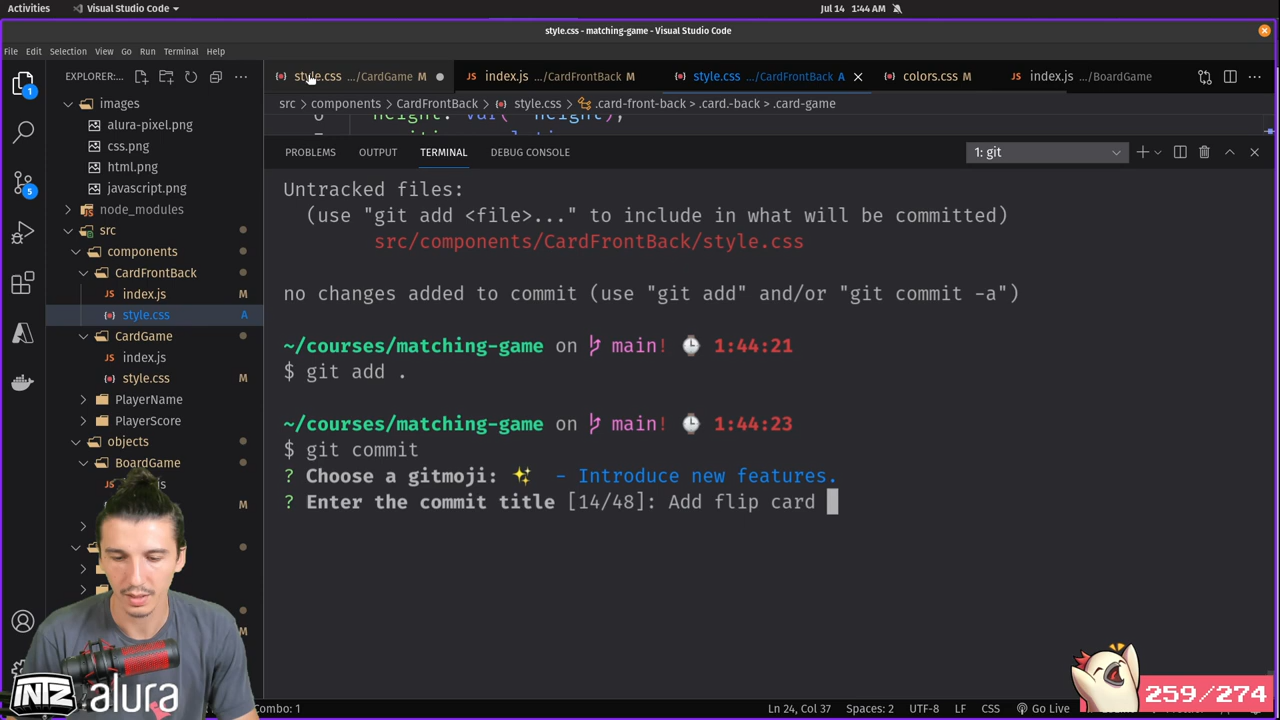 Activities
Visual Studio Code
Jul 14 1:44 AM
style.css - matching-game - Visual Studio Code
File Edit Selection View Go Run Terminal Help
EXPLORER:...
style.css .../CardGame M
index.js .../CardFrontBack M
style.css .../CardFrontBack A
colors.css M
index.js .../BoardGame
src > components > CardFrontBack > style.css > .card-front-back > .card-back > .card-game
PROBLEMS OUTPUT TERMINAL DEBUG CONSOLE
1: git
1
5
images
alura-pixel.png
css.png
html.png
javascript.png
node_modules
src
components
CardFrontBack
index.js M
style.css A
CardGame
index.js
style.css M
PlayerName
PlayerScore
objects
BoardGame
M
M
Untracked files:
(use "git add <file>..." to include in what will be committed)
src/components/CardFrontBack/style.css
no changes added to commit (use "git add" and/or "git commit -a")
~/courses/matching-game on main! 1:44:21
$ git add .
~/courses/matching-game on main! 1:44:23
$ git commit
? Choose a gitmoji: ✨ - Introduce new features.
? Enter the commit title [14/48]: Add flip card
alura
259/274
Combo: 1
Ln 24, Col 37 Spaces: 2 UTF-8 LF CSS Go Live